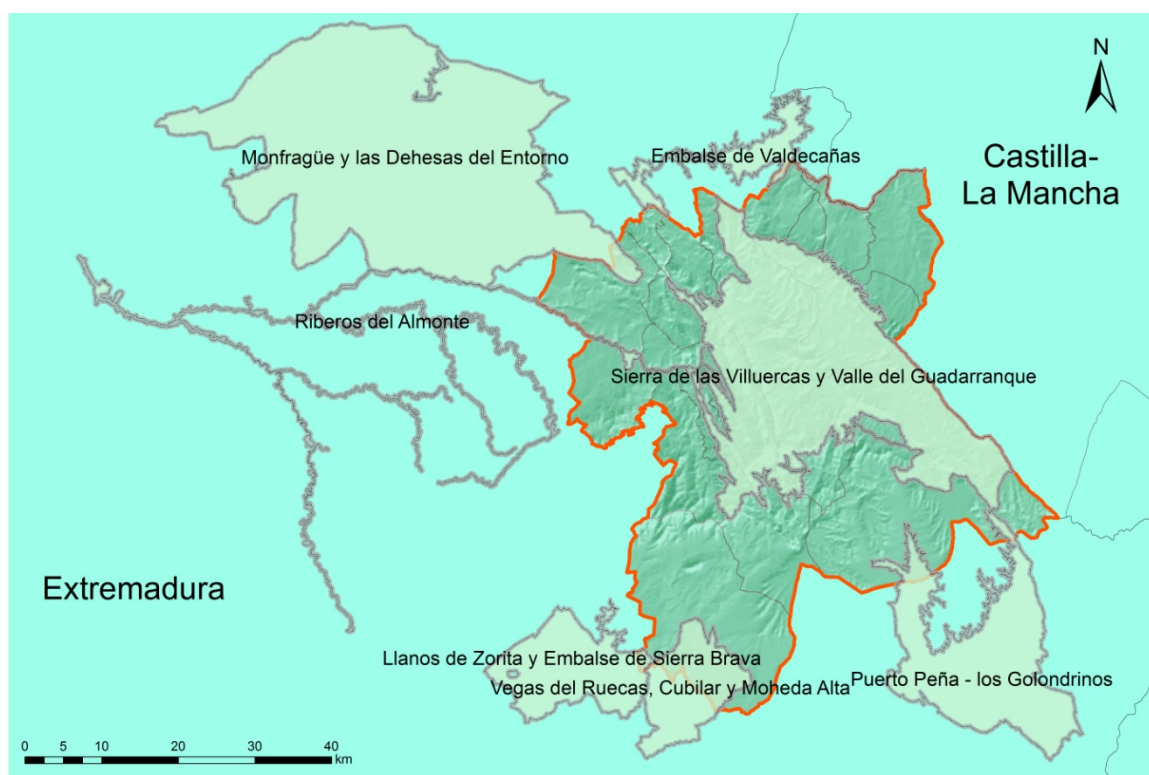 N
Monfragüe y las Dehesas del Entorno
Embalse de Valdecañas
Castilla-
La Mancha
Riberos del Almonte
Sierra de las Villuercas y Valle del Guadarranque
Extremadura
Llanos de Zorita y Embalse de Sierra Brava
Vegas del Ruecas, Cubilar y Moheda Alta
Puerto Peña - los Golondrinos
0 5 10 20 30 40
km